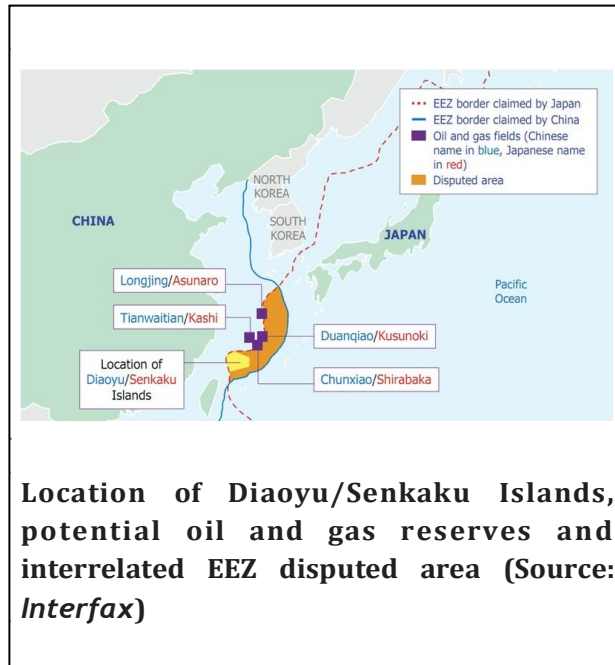 EEZ border claimed by Japan
EEZ border claimed by China
Oil and gas fields (Chinese
name in blue, Japanese name
in red)
Disputed area
NORTH
KOREA
SOUTH
KOREA
CHINA
JAPAN
Pacific
Ocean
Longjing/Asunaro
Tianwaitian/Kashi
Duanqiao/Kusunoki
Location of
Diaoyu/Senkaku
Islands
Chunxiao/Shirabaka
Location of Diaoyu/Senkaku Islands,
potential oil and gas reserves and
interrelated EEZ disputed area (Source:
Interfax)